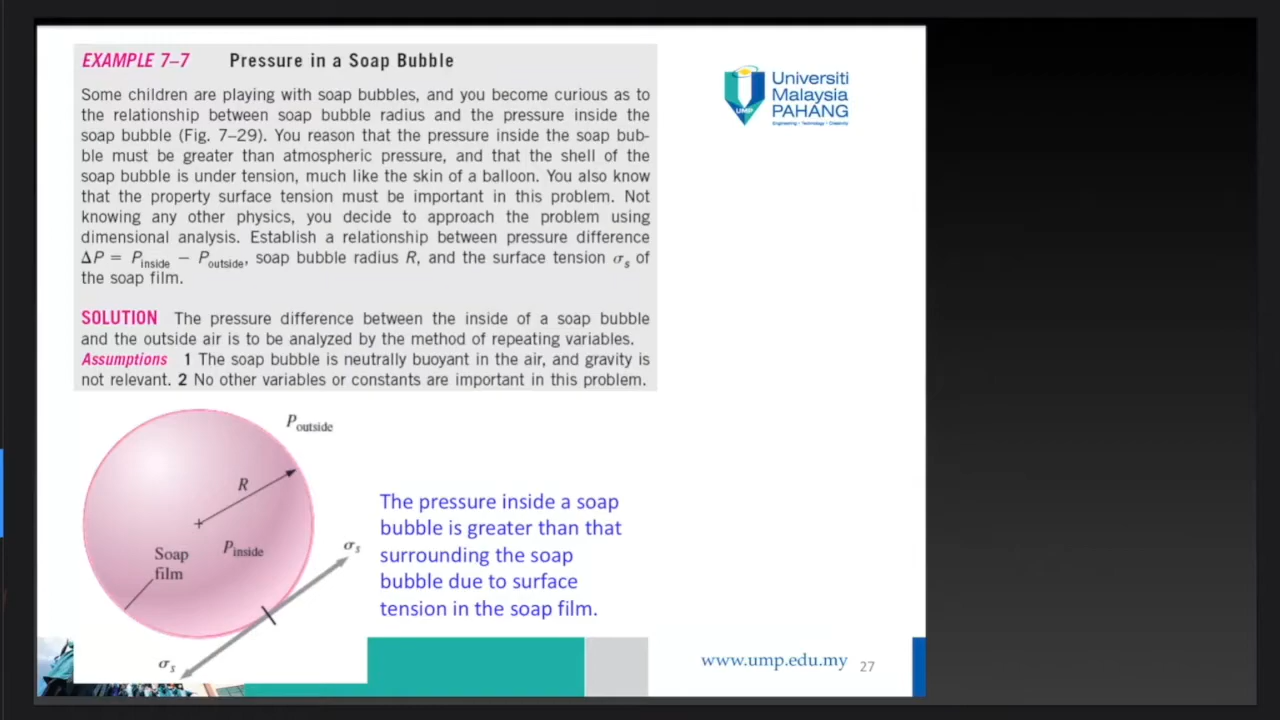 EXAMPLE 7–7 Pressure in a Soap Bubble
Some children are playing with soap bubbles, and you become curious as to
the relationship between soap bubble radius and the pressure inside the
soap bubble (Fig. 7–29). You reason that the pressure inside the soap bub-
ble must be greater than atmospheric pressure, and that the shell of the
soap bubble is under tension, much like the skin of a balloon. You also know
that the property surface tension must be important in this problem. Not
knowing any other physics, you decide to approach the problem using
dimensional analysis. Establish a relationship between pressure difference
ΔP = Pinside − Poutside, soap bubble radius R, and the surface tension σs of
the soap film.
SOLUTION The pressure difference between the inside of a soap bubble
and the outside air is to be analyzed by the method of repeating variables.
Assumptions 1 The soap bubble is neutrally buoyant in the air, and gravity is
not relevant. 2 No other variables or constants are important in this problem.
Universiti
Malaysia
PAHANG
Engineering • Technology • Creativity
UMP
Poutside
R
Pinside
Soap
film
σs
σs
The pressure inside a soap
bubble is greater than that
surrounding the soap
bubble due to surface
tension in the soap film.
www.ump.edu.my 27